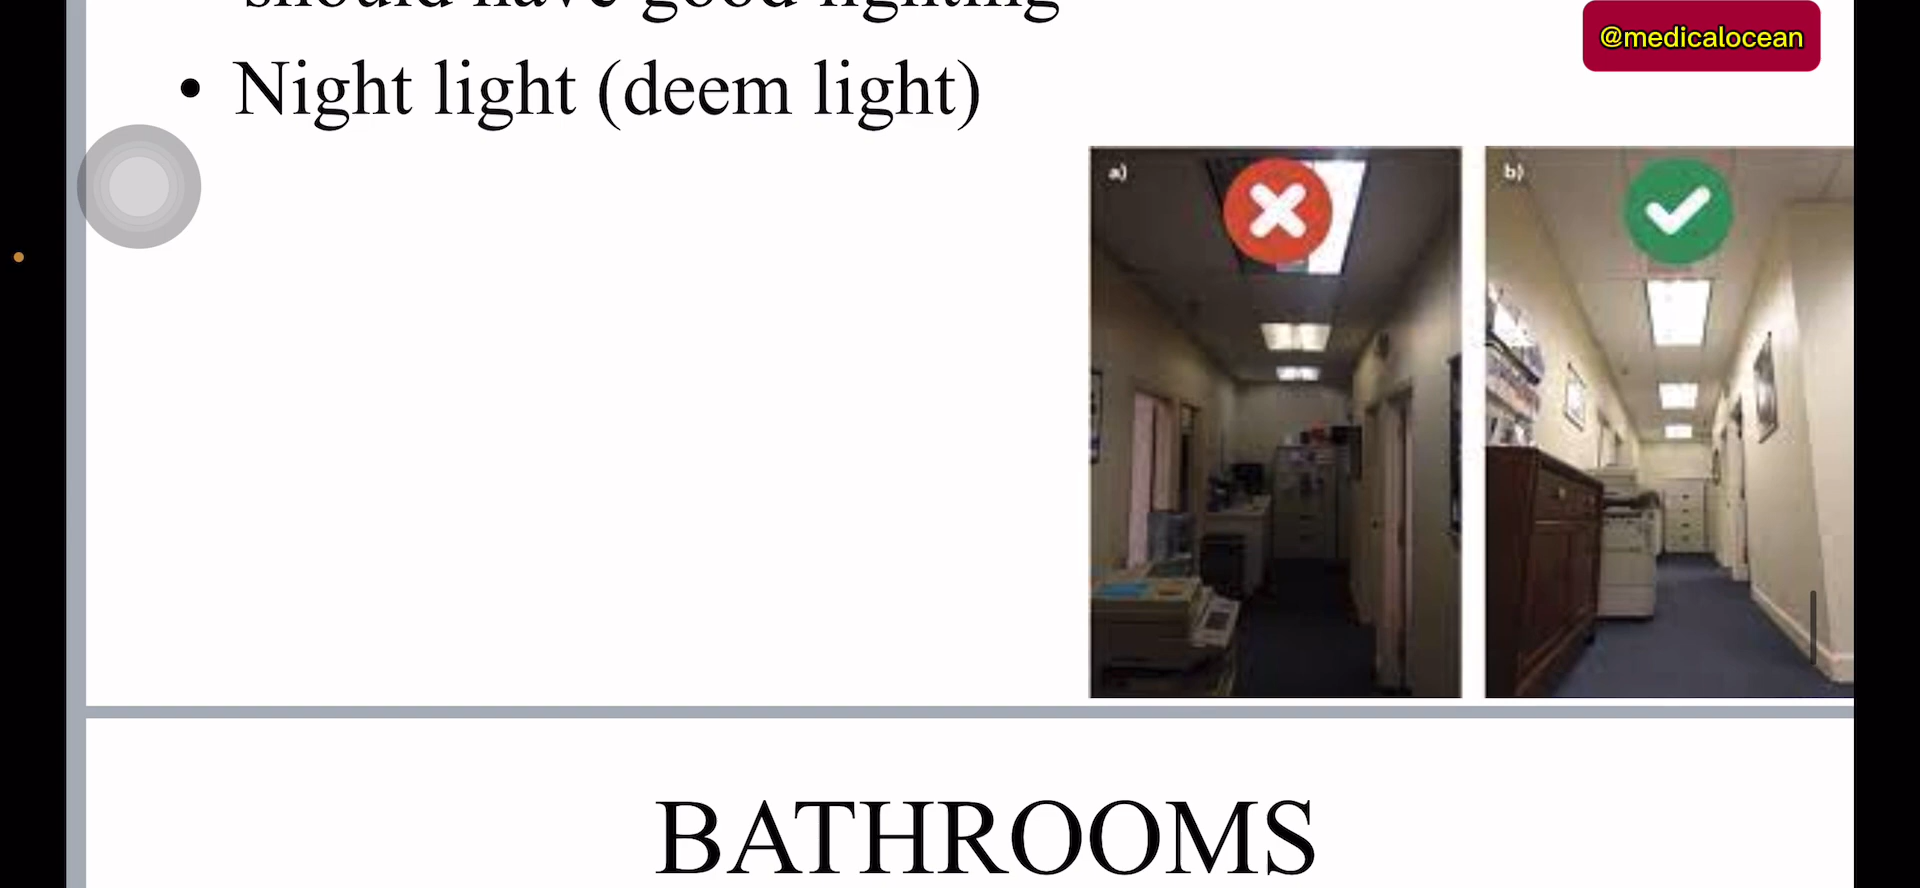 should have good lighting
@medicalocean
• Night light (deem light)
a)
b)
BATHROOMS